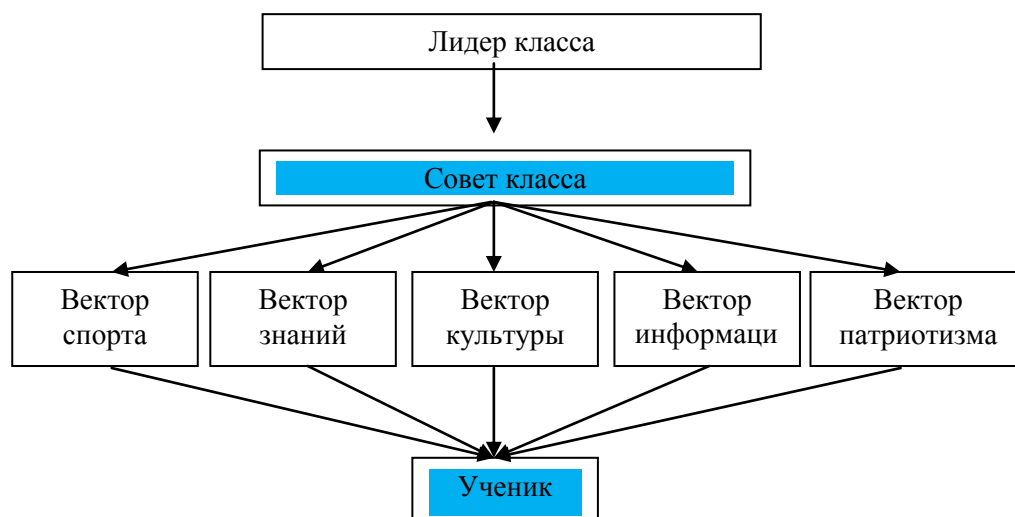 Лидер класса
Совет класса
Вектор
спорта
Вектор
знаний
Вектор
культуры
Вектор
информаци
Вектор
патриотизма
Ученик